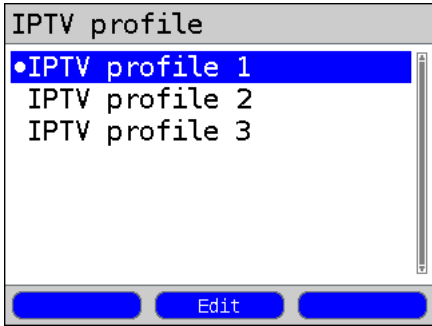 IPTV profile
•IPTV profile 1
IPTV profile 2
IPTV profile 3
Edit